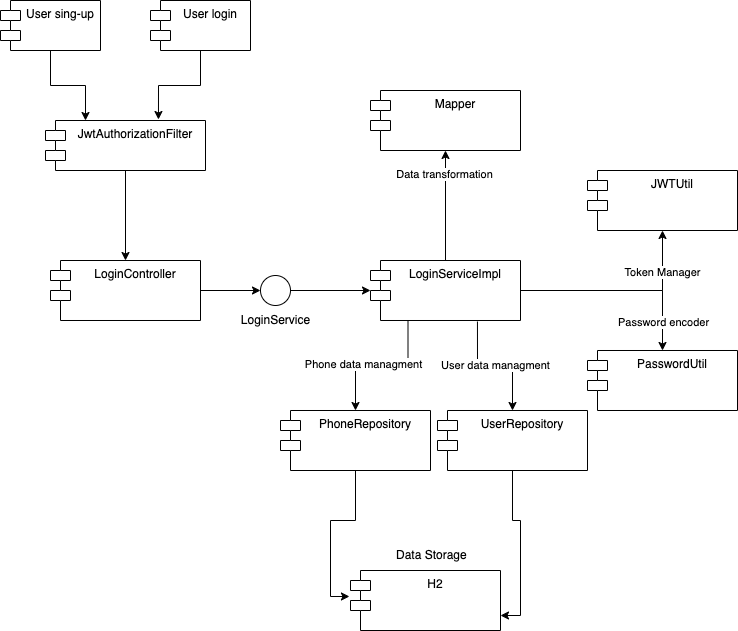 User sing-up
User login
JwtAuthorizationFilter
Mapper
Data transformation
JWTUtil
LoginController
LoginService
LoginServiceImpl
Token Manager
Password encoder
PasswordUtil
Phone data managment
User data managment
PhoneRepository
UserRepository
Data Storage
H2